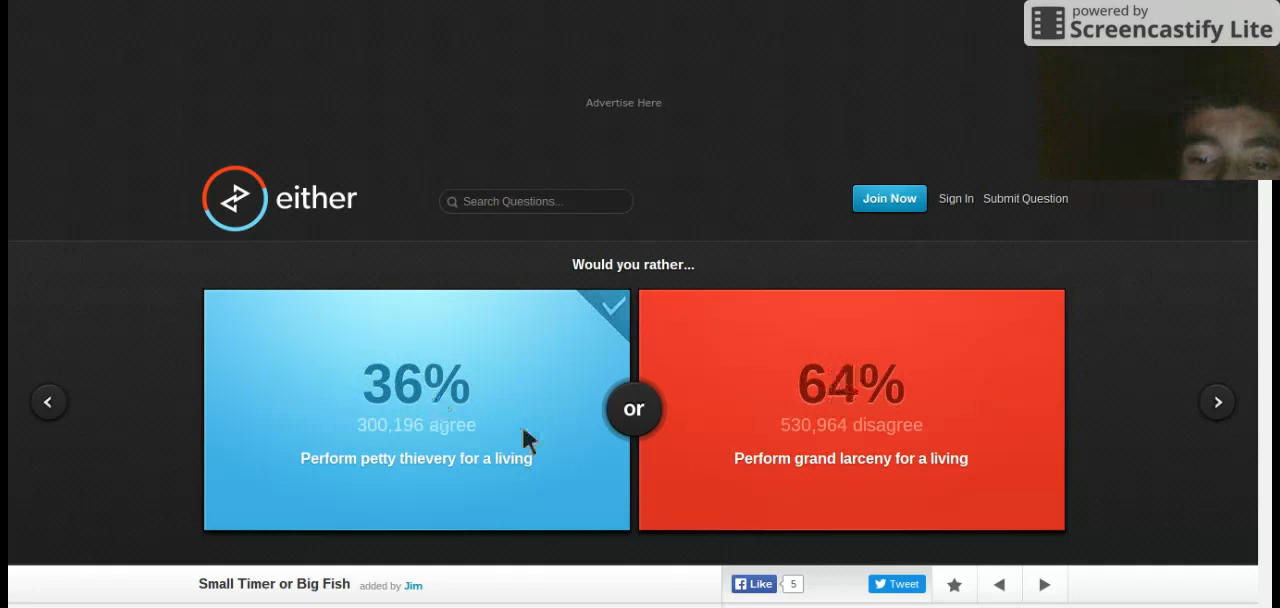 powered by
Screencastify Lite
Advertise Here
either
Search Questions...
Join Now
Sign In
Submit Question
Would you rather...
36%
300,196 agree
Perform petty thievery for a living
or
64%
530,964 disagree
Perform grand larceny for a living
Small Timer or Big Fish added by Jim
Like
5
Tweet